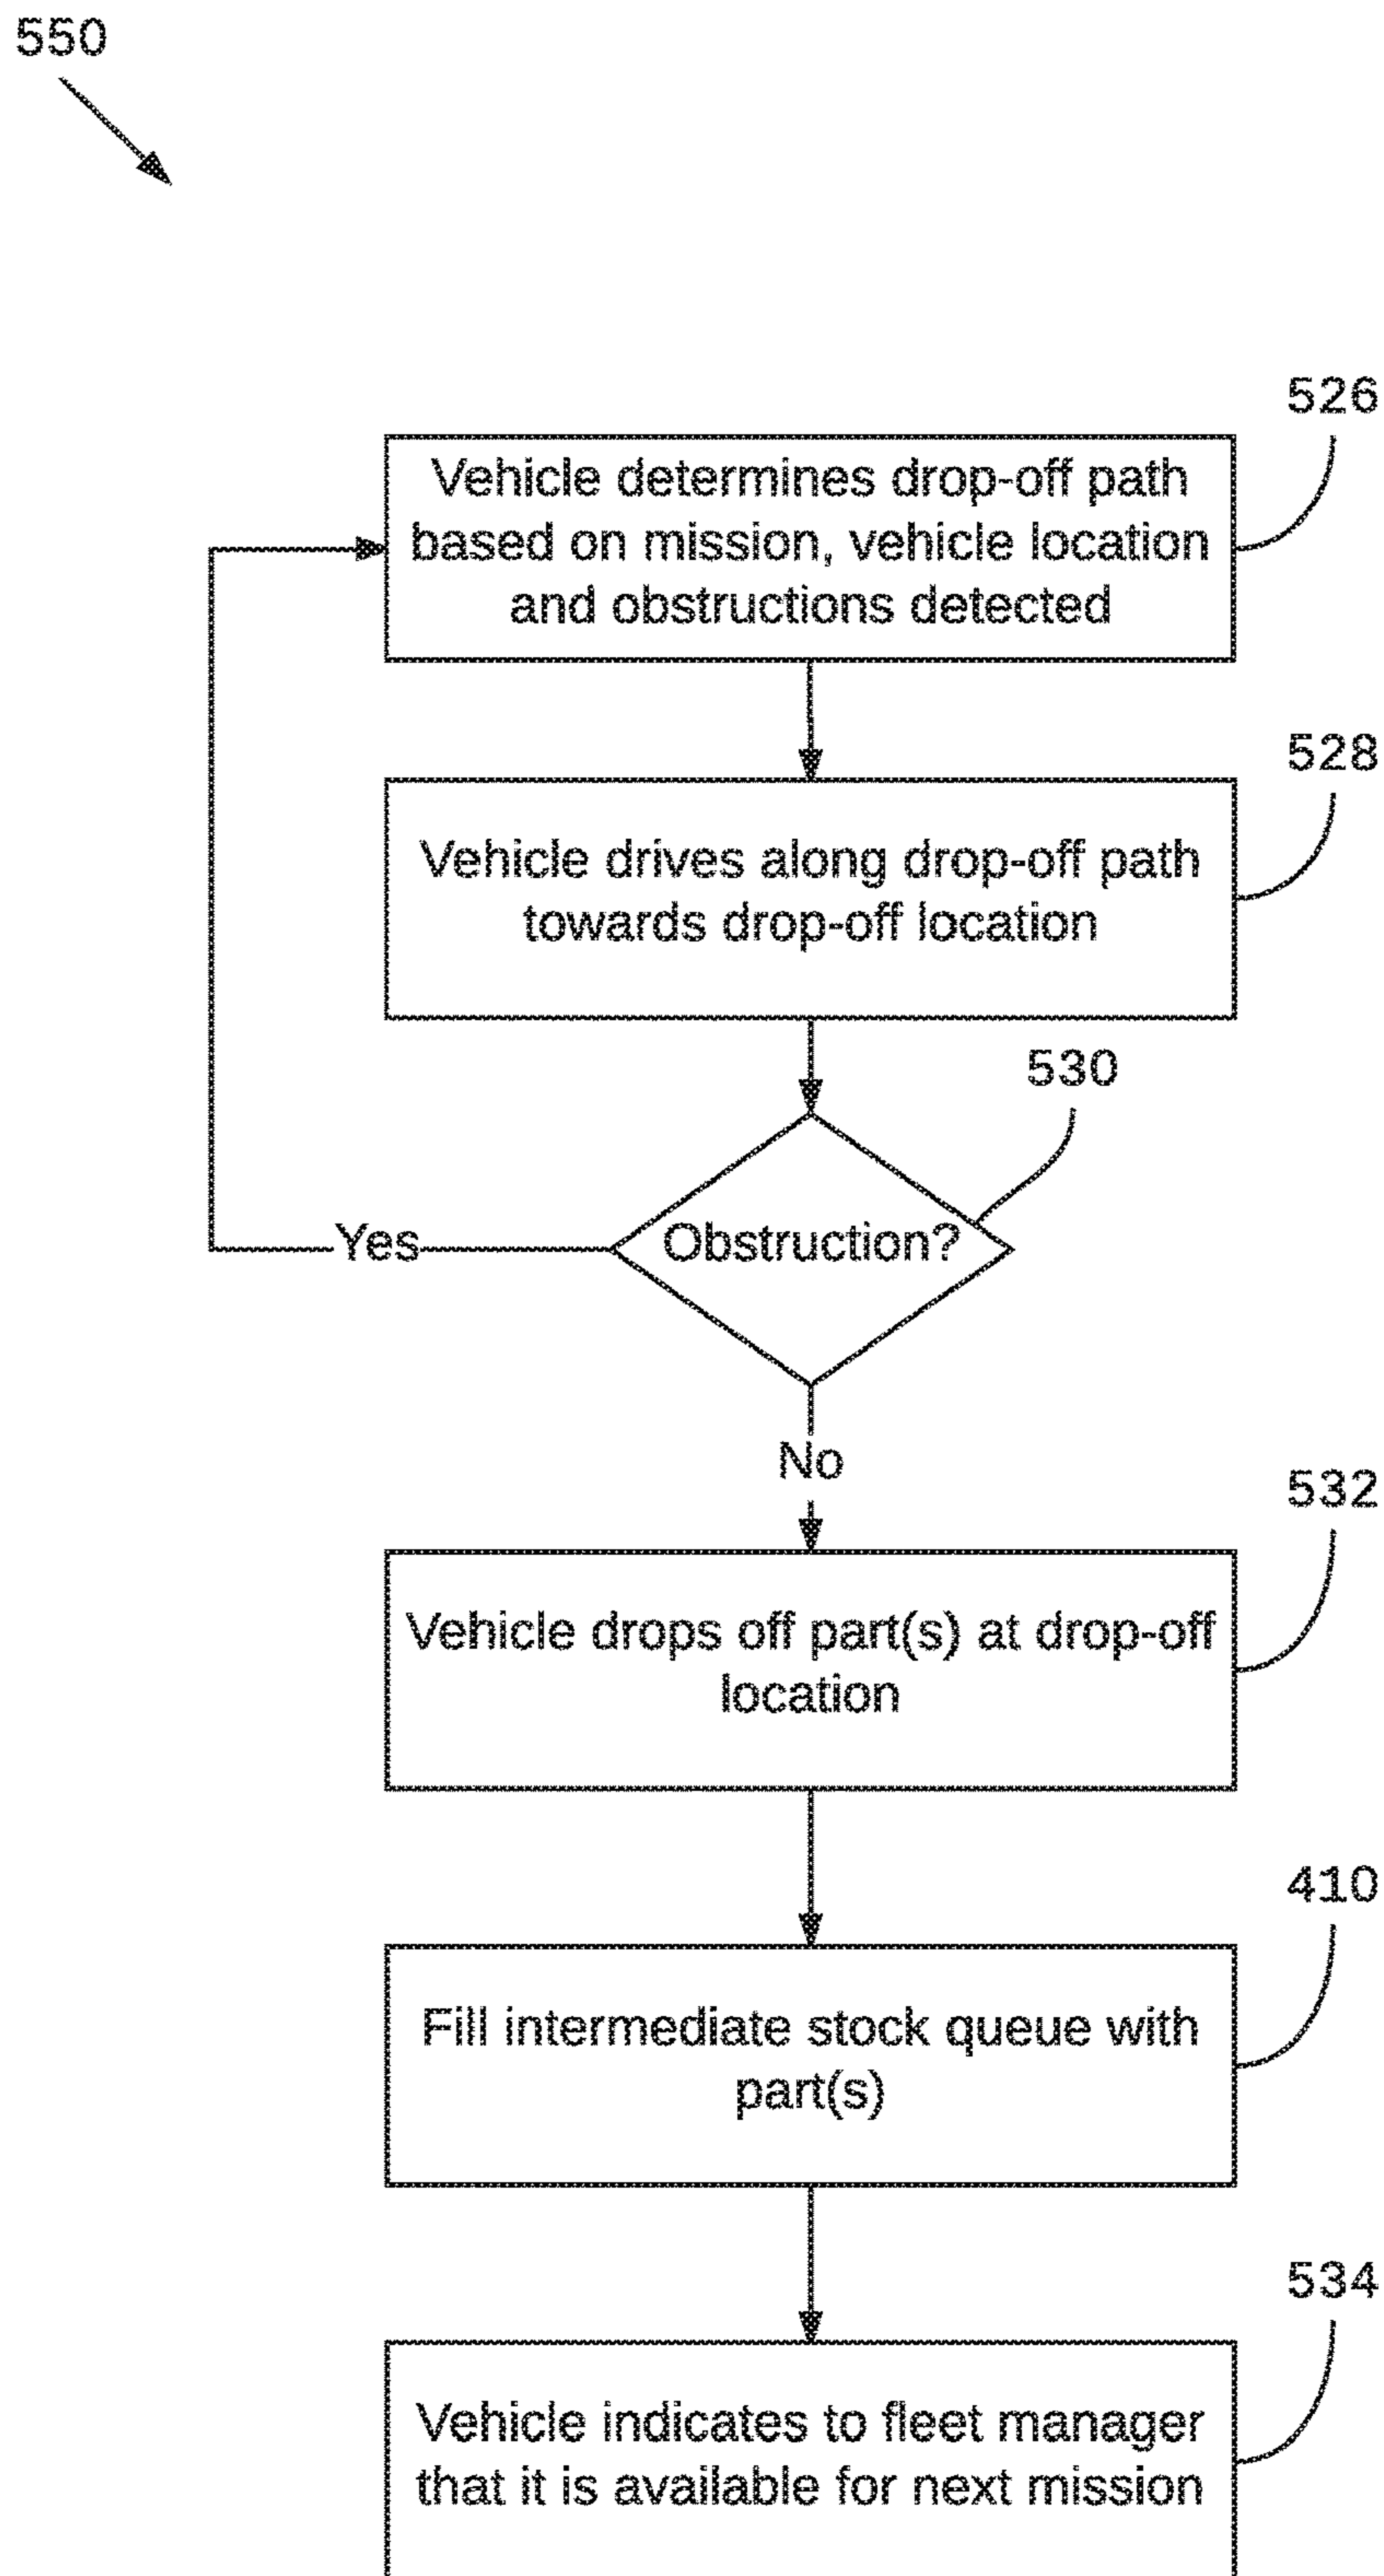 550
526
Vehicle determines drop-off path
based on mission, vehicle location
and obstructions detected
528
Vehicle drives along drop-off path
towards drop-off location
530
Obstruction?
Yes
No
532
Vehicle drops off part(s) at drop-off
location
410
Fill intermediate stock queue with
part(s)
534
Vehicle indicates to fleet manager
that it is available for next mission